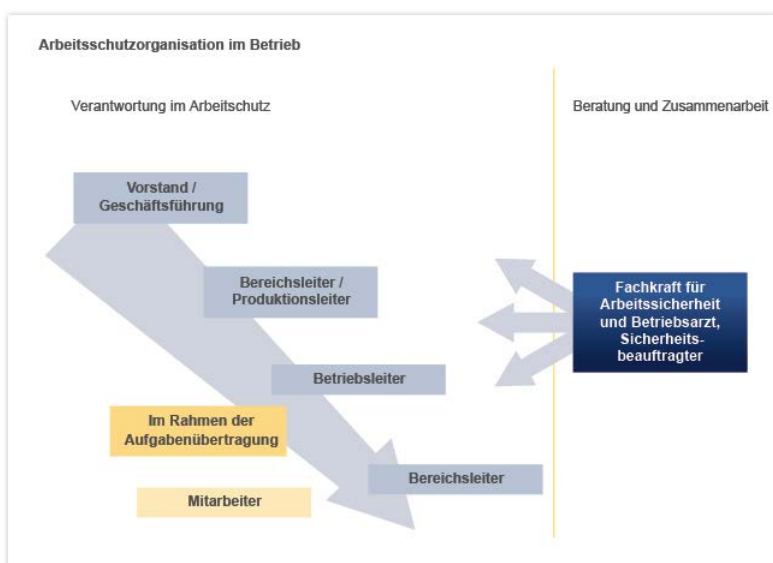 Arbeitsschutzorganisation im Betrieb
Verantwortung im Arbeitschutz
Beratung und Zusammenarbeit
Vorstand /
Geschäftsführung
Bereichsleiter /
Produktionsleiter
Fachkraft für
Arbeitssicherheit
und Betriebsarzt,
Sicherheits-
beauftragter
Betriebsleiter
Im Rahmen der
Aufgabenübertragung
Bereichsleiter
Mitarbeiter